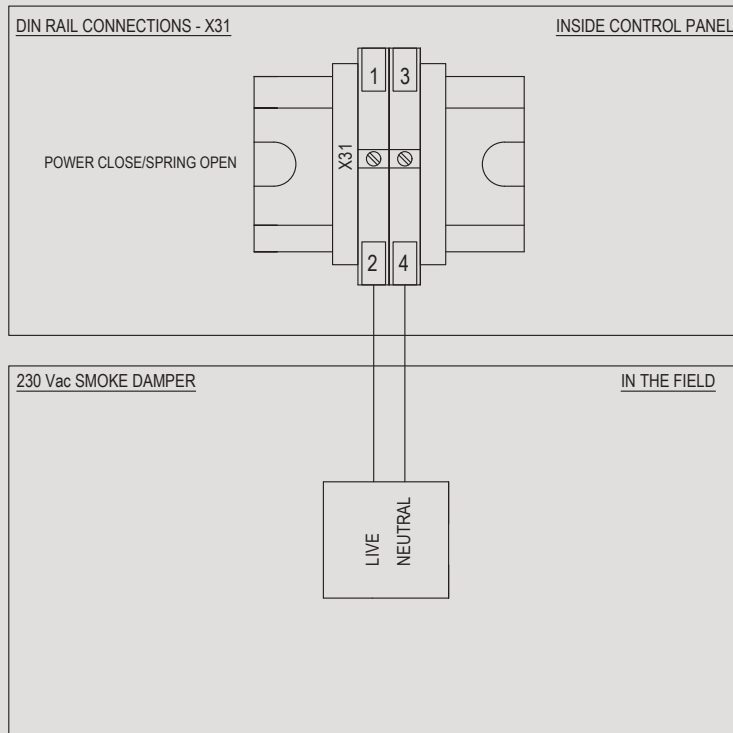 DIN RAIL CONNECTIONS - X31
INSIDE CONTROL PANEL
1 3
POWER CLOSE/SPRING OPEN
X31
2 4
230 Vac SMOKE DAMPER
IN THE FIELD
LIVE
NEUTRAL